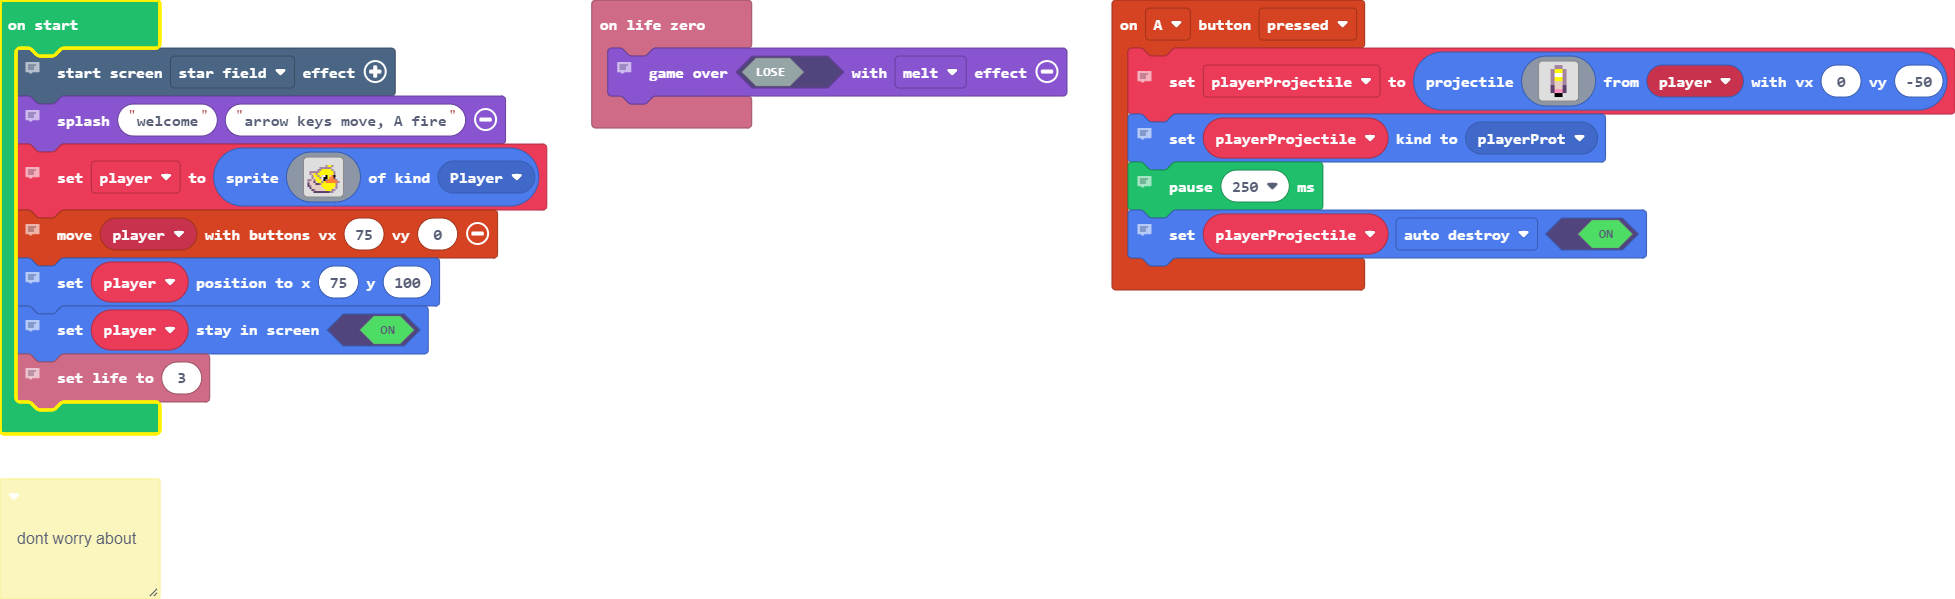 on start
start screen star field effect
splash "welcome" "arrow keys move, A fire"
set player to sprite of kind Player
move player with buttons vx 75 vy 0
set player position to x 75 y 100
set player stay in screen ON
set life to 3
dont worry about
on life zero
game over LOSE with melt effect
on A button pressed
set playerProjectile to projectile from player with vx 0 vy -50
set playerProjectile kind to playerProt
pause 250 ms
set playerProjectile auto destroy ON